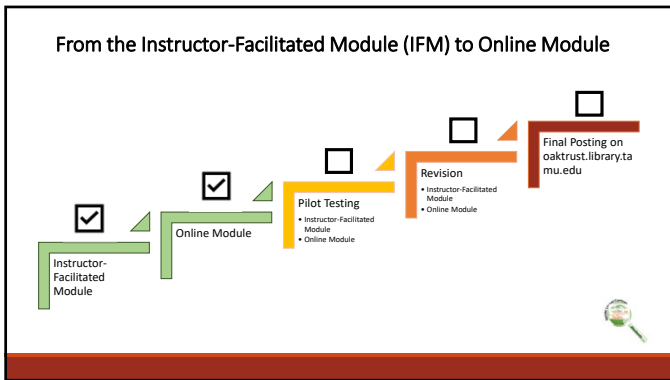 From the Instructor-Facilitated Module (IFM) to Online Module
Instructor-
Facilitated
Module
Online Module
Pilot Testing
• Instructor-Facilitated
Module
• Online Module
Revision
• Instructor-Facilitated
Module
• Online Module
Final Posting on
oaktrust.library.ta
mu.edu